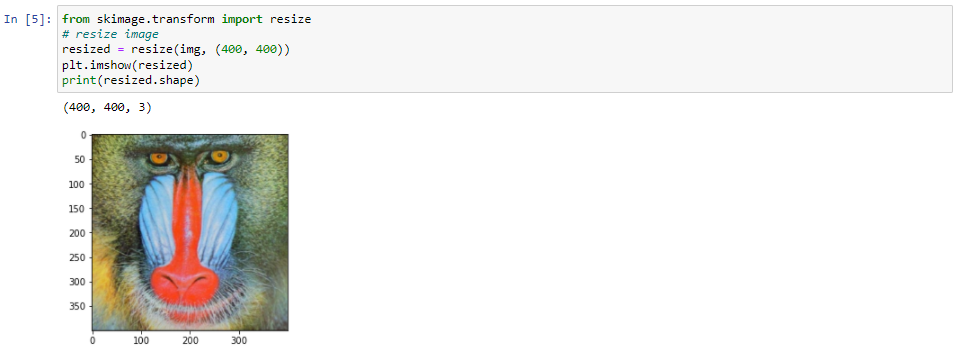 In [5]: from skimage.transform import resize
# resize image
resized = resize(img, (400, 400))
plt.imshow(resized)
print(resized.shape)
(400, 400, 3)
0
50
100
150
200
250
300
350
0 100 200 300